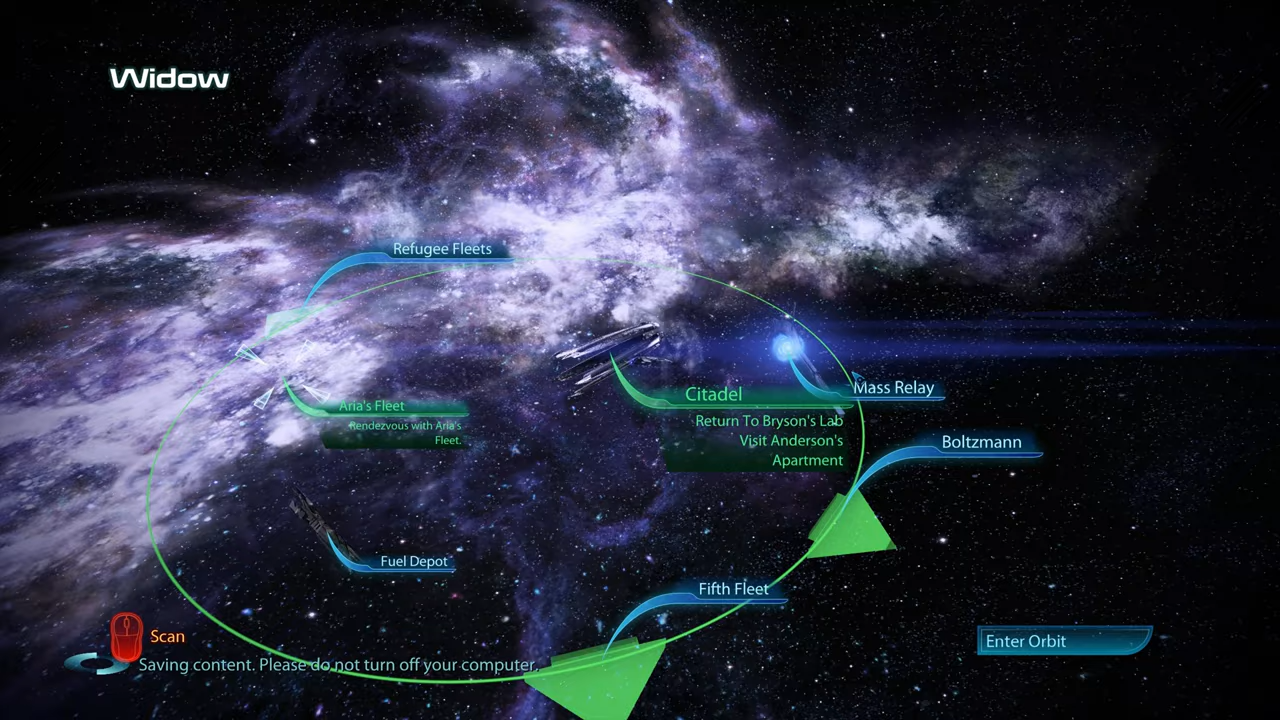 Widow
Refugee Fleets
Mass Relay
Citadel
Return To Bryson's Lab
Visit Anderson's
Apartment
Aria's Fleet
Rendezvous with Aria's
Fleet.
Boltzmann
Fuel Depot
Fifth Fleet
Scan
Enter Orbit
Saving content. Please do not turn off your computer.